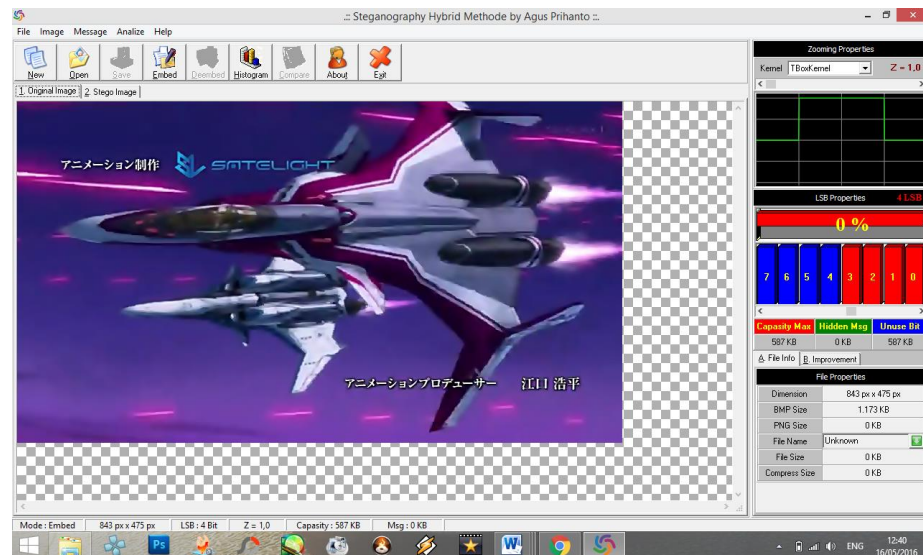 .:: Steganography Hybrid Methode by Agus Prihanto ::.
File Image Message Analize Help
New Open Save Embed Deembed Histogram Compare About Exit
1. Original Image 2. Stego Image
アニメーション制作 SATELIGHT
アニメーションプロデューサー 江口 浩平
Zooming Properties
Kernel TBoxKernel Z = 1,0
LSB Properties 4 LSB
0 %
7 6 5 4 3 2 1 0
Capasity Max Hidden Msg Unuse Bit
587 KB 0 KB 587 KB
A. File Info B. Improvement
File Properties
Dimension 843 px x 475 px
BMP Size 1.173 KB
PNG Size 0 KB
File Name Unknown
File Size 0 KB
Compress Size 0 KB
Mode : Embed 843 px x 475 px LSB : 4 Bit Z = 1,0 Capasity : 587 KB Msg : 0 KB
Ps W ENG 12:40
16/05/2016